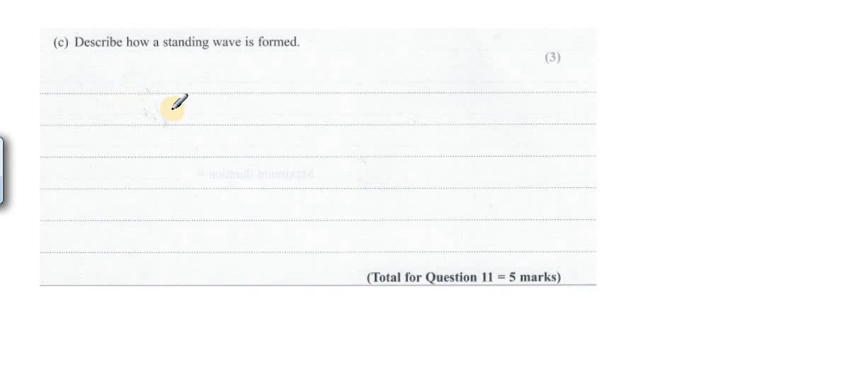 (c) Describe how a standing wave is formed.
(3)
(Total for Question 11 = 5 marks)